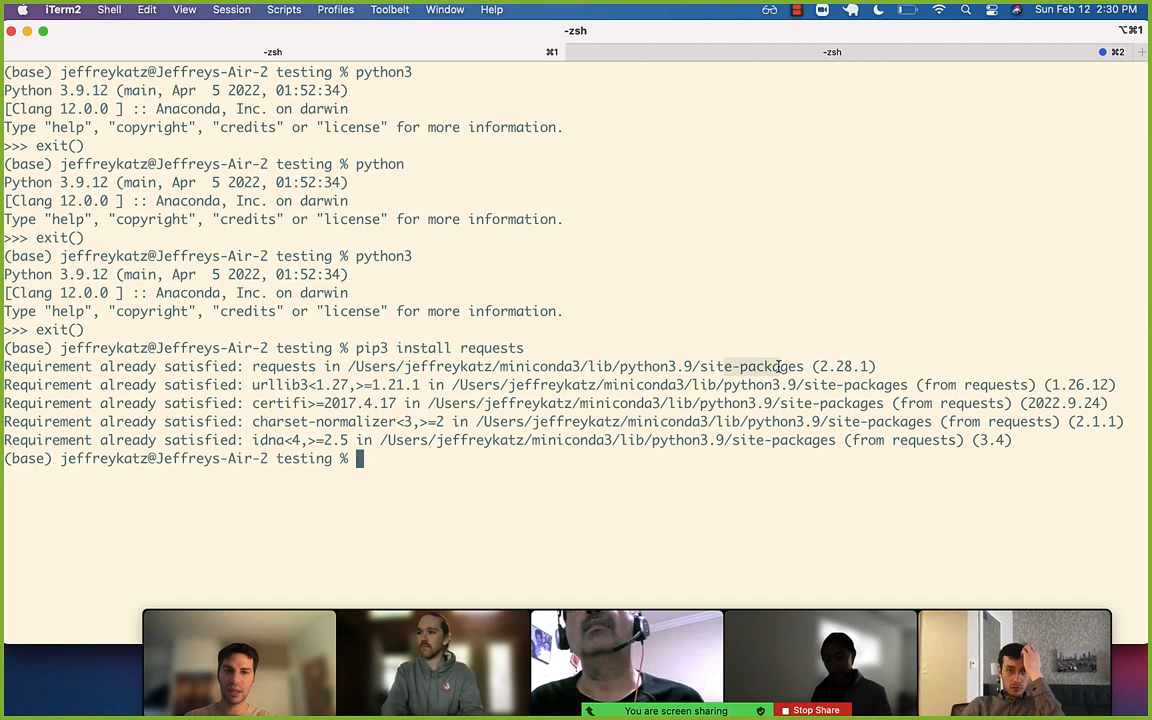 iTerm2 Shell Edit View Session Scripts Profiles Toolbelt Window Help Sun Feb 12 2:30 PM
-zsh ⌥⌘1
-zsh ⌘1 -zsh ⌘2 +
(base) jeffreykatz@Jeffreys-Air-2 testing % python3
Python 3.9.12 (main, Apr  5 2022, 01:52:34)
[Clang 12.0.0 ] :: Anaconda, Inc. on darwin
Type "help", "copyright", "credits" or "license" for more information.
>>> exit()
(base) jeffreykatz@Jeffreys-Air-2 testing % python
Python 3.9.12 (main, Apr  5 2022, 01:52:34)
[Clang 12.0.0 ] :: Anaconda, Inc. on darwin
Type "help", "copyright", "credits" or "license" for more information.
>>> exit()
(base) jeffreykatz@Jeffreys-Air-2 testing % python3
Python 3.9.12 (main, Apr  5 2022, 01:52:34)
[Clang 12.0.0 ] :: Anaconda, Inc. on darwin
Type "help", "copyright", "credits" or "license" for more information.
>>> exit()
(base) jeffreykatz@Jeffreys-Air-2 testing % pip3 install requests
Requirement already satisfied: requests in /Users/jeffreykatz/miniconda3/lib/python3.9/site-packages (2.28.1)
Requirement already satisfied: urllib3<1.27,>=1.21.1 in /Users/jeffreykatz/miniconda3/lib/python3.9/site-packages (from requests) (1.26.12)
Requirement already satisfied: certifi>=2017.4.17 in /Users/jeffreykatz/miniconda3/lib/python3.9/site-packages (from requests) (2022.9.24)
Requirement already satisfied: charset-normalizer<3,>=2 in /Users/jeffreykatz/miniconda3/lib/python3.9/site-packages (from requests) (2.1.1)
Requirement already satisfied: idna<4,>=2.5 in /Users/jeffreykatz/miniconda3/lib/python3.9/site-packages (from requests) (3.4)
(base) jeffreykatz@Jeffreys-Air-2 testing %
You are screen sharing Stop Share